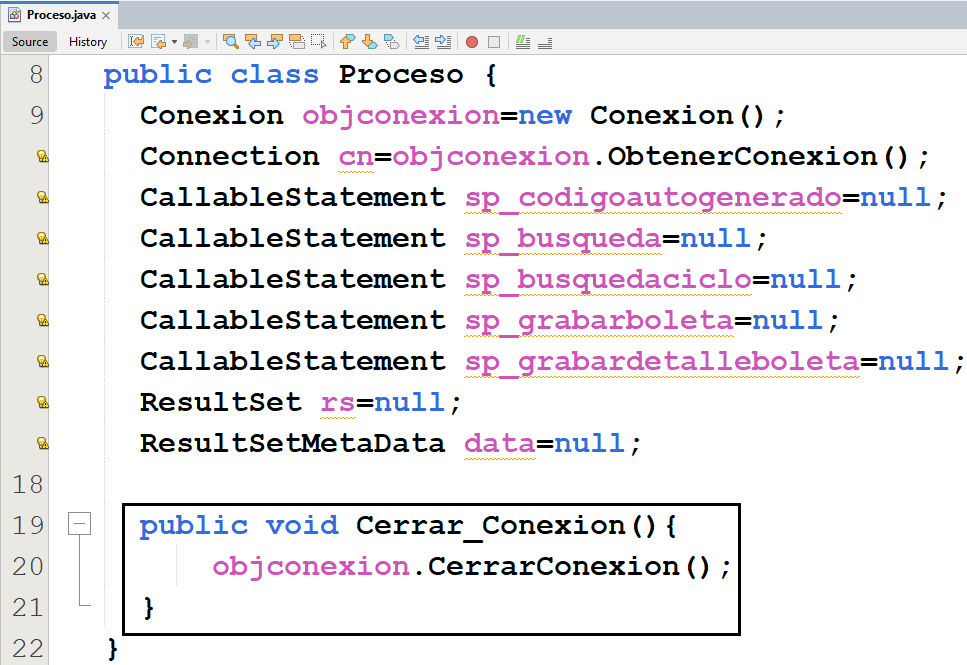 Proceso.java
Source History
8 public class Proceso {
9 Conexion objconexion=new Conexion();
Connection cn=objconexion.ObtenerConexion();
CallableStatement sp_codigoautogenerado=null;
CallableStatement sp_busqueda=null;
CallableStatement sp_busquedaciclo=null;
CallableStatement sp_grabarboleta=null;
CallableStatement sp_grabardetalleboleta=null;
ResultSet rs=null;
ResultSetMetaData data=null;
18
19 public void Cerrar_Conexion(){
20 objconexion.CerrarConexion();
21 }
22 }